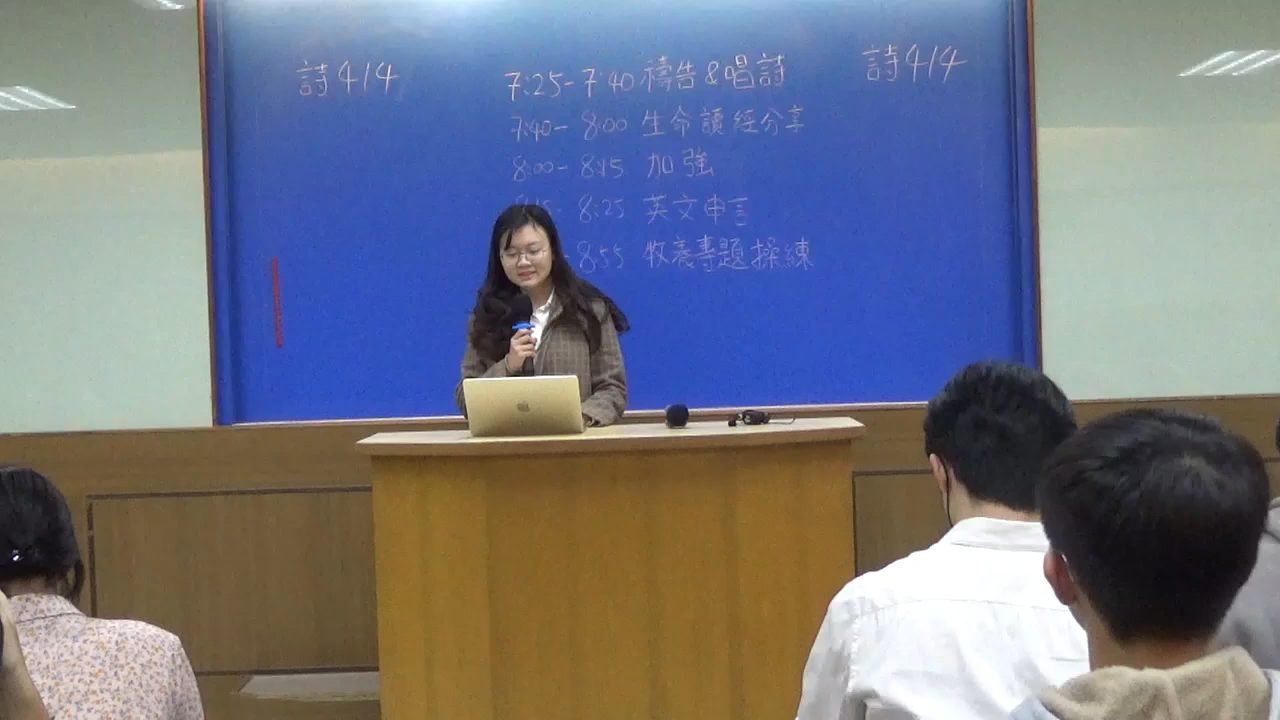 詩414
7:25-7:40 禱告&唱詩
詩414
7:40- 8:00 生命讀經分享
8:00- 8:15 加強
8:25 英文申言
8:55 牧養專題操練